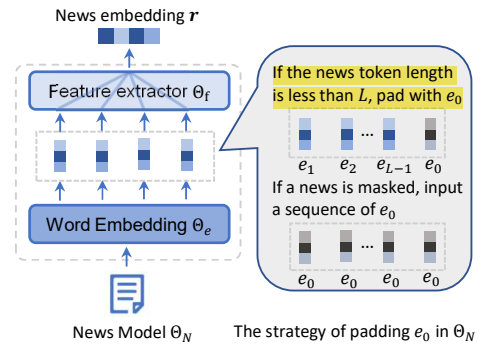 News embedding r
Feature extractor Θf
Word Embedding Θe
News Model ΘN
If the news token length
is less than L, pad with e0
e1 e2 ... eL−1 e0
If a news is masked, input
a sequence of e0
e0 e0 ... e0 e0
The strategy of padding e0 in ΘN